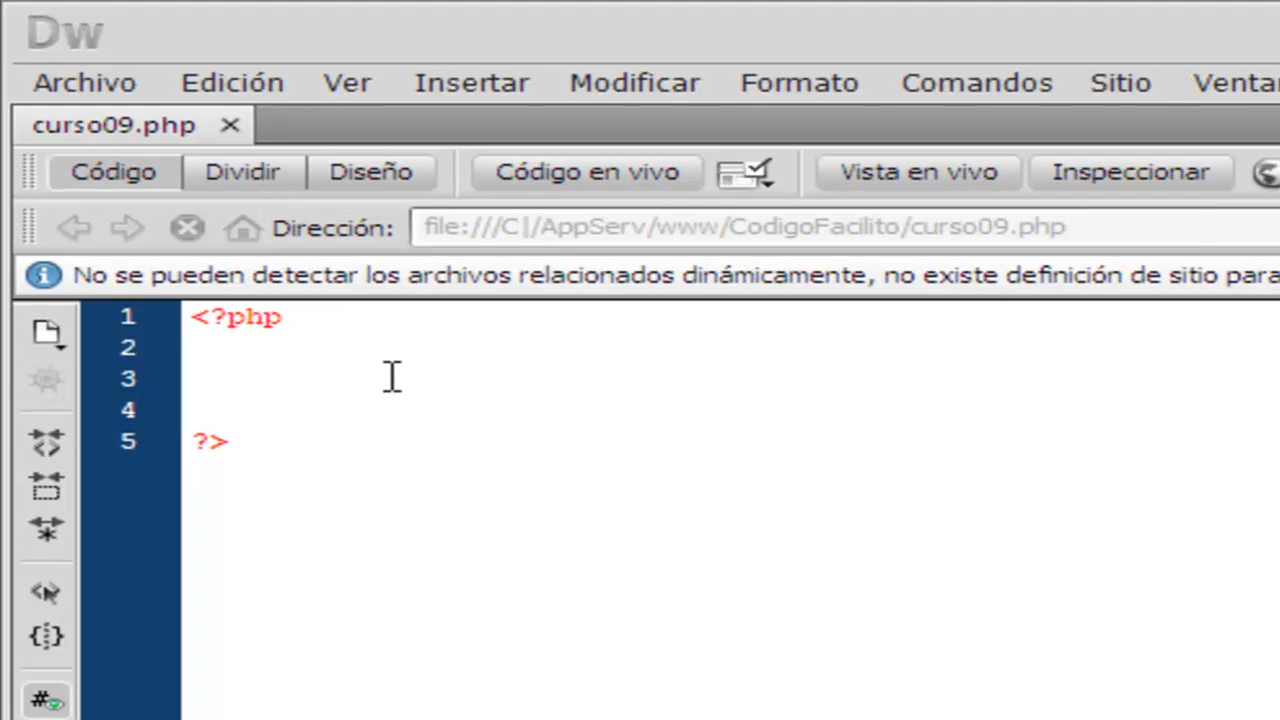 Dw
Archivo Edición Ver Insertar Modificar Formato Comandos Sitio
curso09.php
Código Dividir Diseño Código en vivo Vista en vivo Inspeccionar
Dirección: file:///C|/AppServ/www/CodigoFacilito/curso09.php
No se pueden detectar los archivos relacionados dinámicamente, no existe definición de sitio para
1 <?php
2
3
4
5 ?>